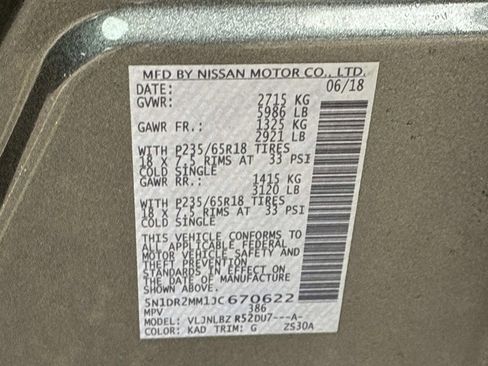 MFD BY NISSAN MOTOR CO., LTD.
DATE: 06/18
GVWR: 2715 KG
5986 LB
GAWR FR.: 1325 KG
2921 LB
WITH P235/65R18 TIRES
18 X 7.5 RIMS AT 33 PSI
COLD SINGLE
GAWR RR.: 1415 KG
3120 LB
WITH P235/65R18 TIRES
18 X 7.5 RIMS AT 33 PSI
COLD SINGLE
THIS VEHICLE CONFORMS TO
ALL APPLICABLE FEDERAL
MOTOR VEHICLE SAFETY AND
THEFT PREVENTION
STANDARDS IN EFFECT ON
THE DATE OF MANUFACTURE
SHOWN ABOVE.
5N1DR2MM1JC670622
MPV 386
MODEL: VLJNLBZ R52DU7---A-
COLOR: KAD TRIM: G ZS30A